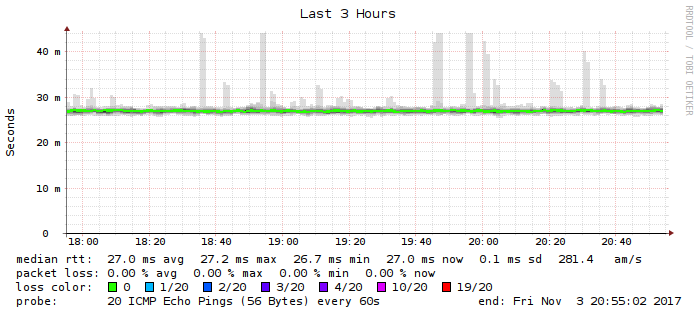 Last 3 Hours
RRDTOOL / TOBI OETIKER
Seconds
40 m
30 m
20 m
10 m
0
18:00 18:20 18:40 19:00 19:20 19:40 20:00 20:20 20:40
median rtt: 27.0 ms avg 27.2 ms max 26.7 ms min 27.0 ms now 0.1 ms sd 281.4 am/s
packet loss: 0.00 % avg 0.00 % max 0.00 % min 0.00 % now
loss color: 0 1/20 2/20 3/20 4/20 10/20 19/20
probe: 20 ICMP Echo Pings (56 Bytes) every 60s end: Fri Nov 3 20:55:02 2017